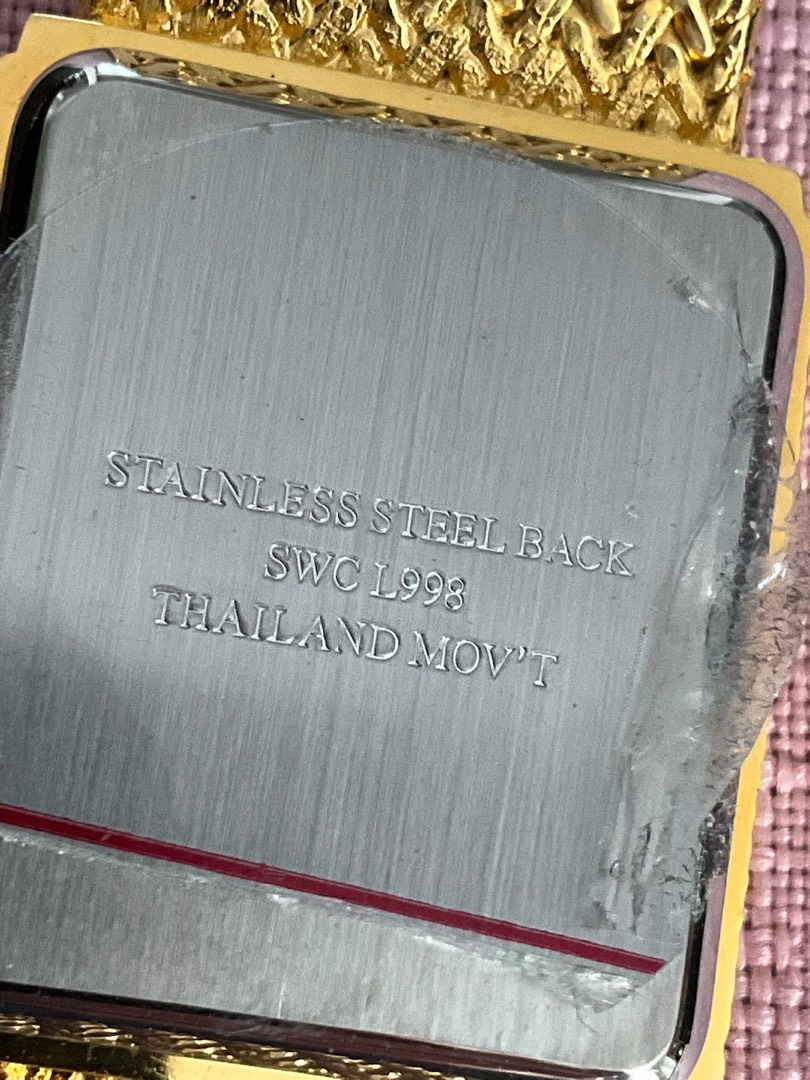 STAINLESS STEEL BACK
SWC L998
THAILAND MOV'T